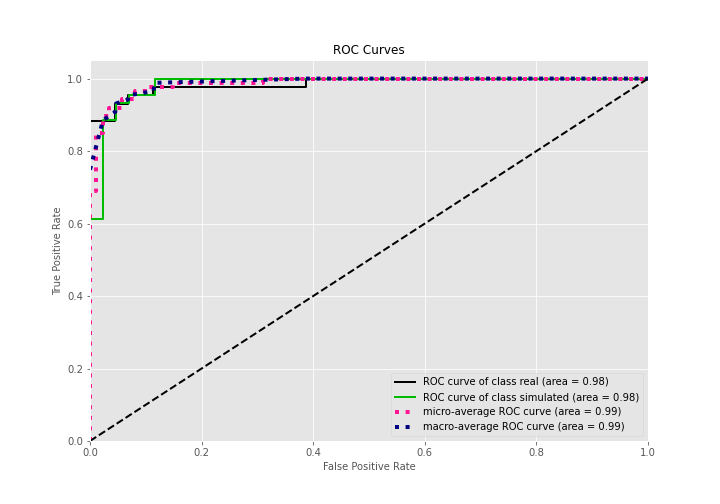 ROC Curves
True Positive Rate
1.0
0.8
0.6
0.4
0.2
0.0
0.0 0.2 0.4 0.6 0.8 1.0
False Positive Rate
ROC curve of class real (area = 0.98)
ROC curve of class simulated (area = 0.98)
micro-average ROC curve (area = 0.99)
macro-average ROC curve (area = 0.99)